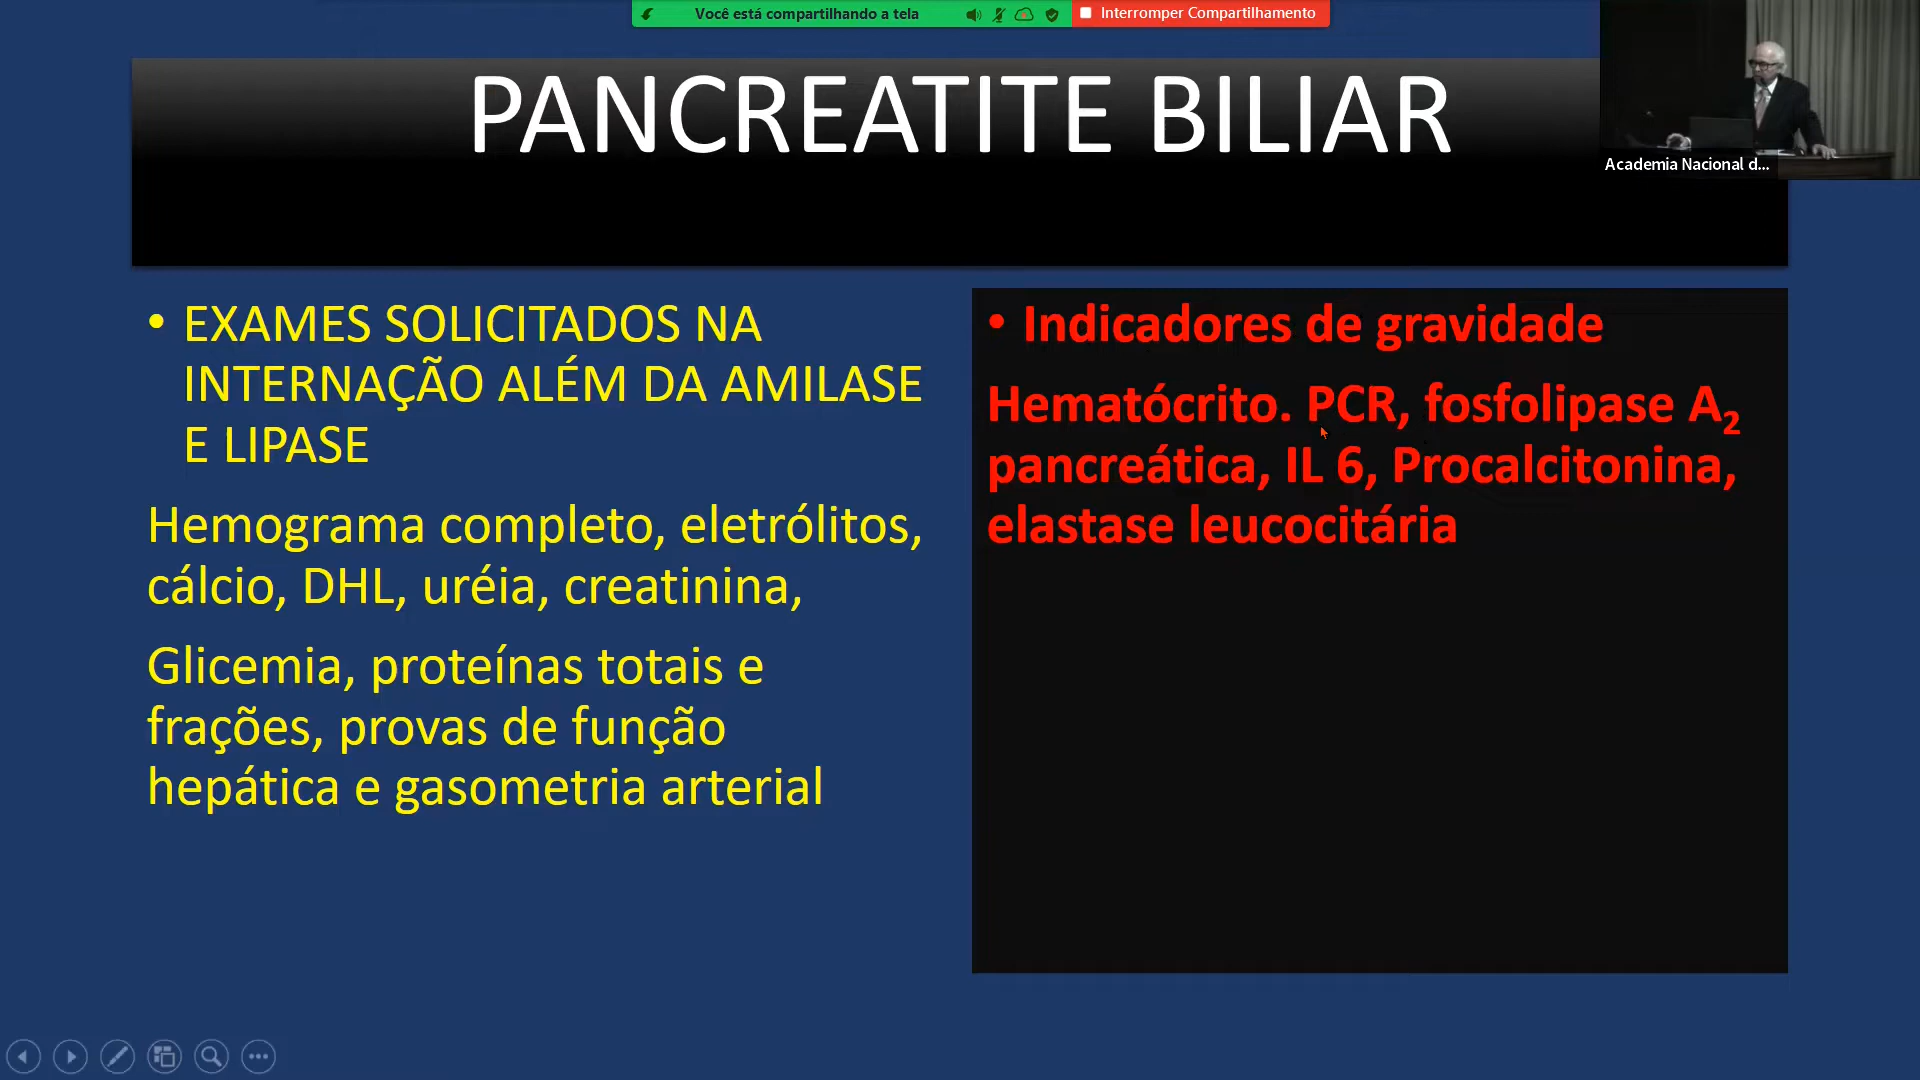 Você está compartilhando a tela
Interromper Compartilhamento
PANCREATITE BILIAR
Academia Nacional d...
• EXAMES SOLICITADOS NA
INTERNAÇÃO ALÉM DA AMILASE
E LIPASE
Hemograma completo, eletrólitos,
cálcio, DHL, uréia, creatinina,
Glicemia, proteínas totais e
frações, provas de função
hepática e gasometria arterial
• Indicadores de gravidade
Hematócrito. PCR, fosfolipase A₂
pancreática, IL 6, Procalcitonina,
elastase leucocitária